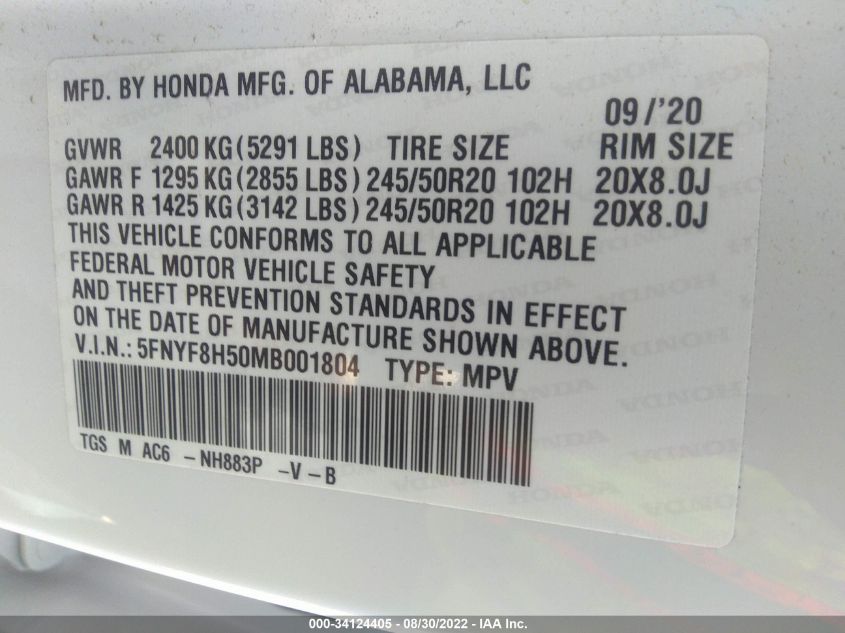 MFD. BY HONDA MFG. OF ALABAMA, LLC
09/'20
GVWR 2400 KG (5291 LBS) TIRE SIZE RIM SIZE
GAWR F 1295 KG (2855 LBS) 245/50R20 102H 20X8.0J
GAWR R 1425 KG (3142 LBS) 245/50R20 102H 20X8.0J
THIS VEHICLE CONFORMS TO ALL APPLICABLE
FEDERAL MOTOR VEHICLE SAFETY
AND THEFT PREVENTION STANDARDS IN EFFECT
ON THE DATE OF MANUFACTURE SHOWN ABOVE.
V.I.N.: 5FNYF8H50MB001804 TYPE: MPV
TGS M AC6 -NH883P -V-B
000-34124405 - 08/30/2022 - IAA Inc.